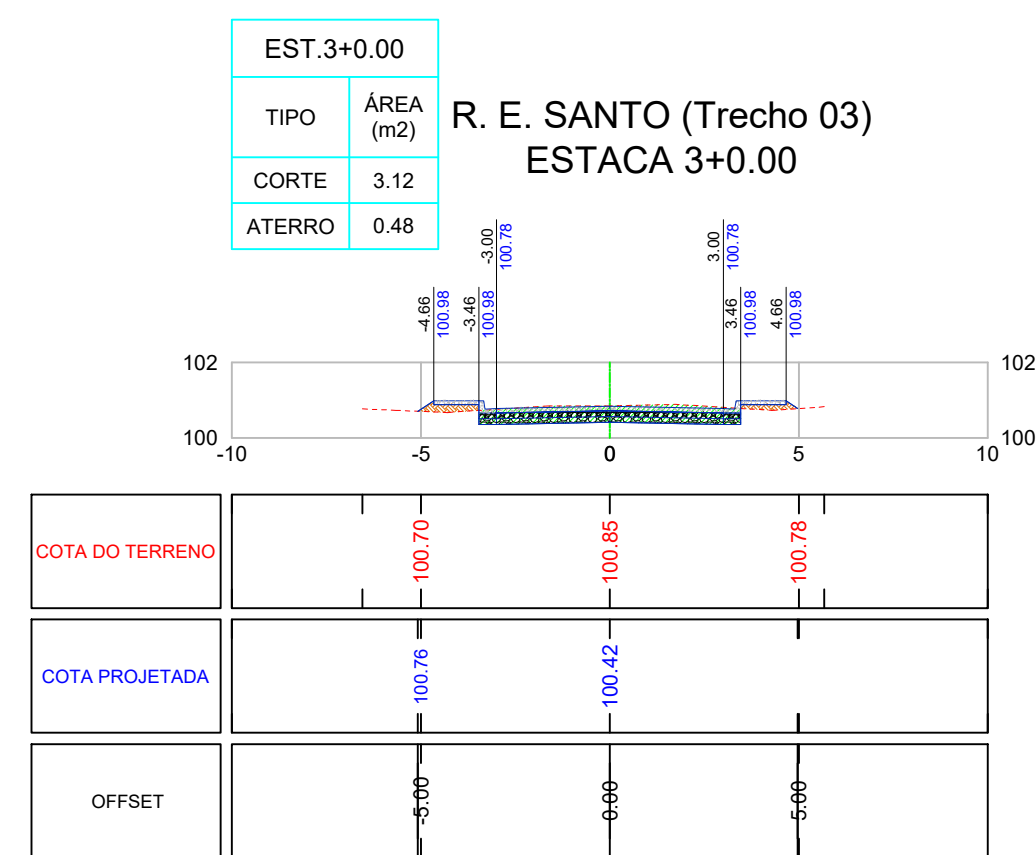 EST.3+0.00
TIPO ÁREA (m2)
CORTE 3.12
ATERRO 0.48
R. E. SANTO (Trecho 03)
ESTACA 3+0.00
-4.66
100.98
-3.46
100.98
-3.00
100.78
3.00
100.78
3.46
100.98
4.66
100.98
102 102
100 100
-10 -5 0 5 10
COTA DO TERRENO 100.70 100.85 100.78
COTA PROJETADA 100.76 100.42
OFFSET -5.00 0.00 5.00